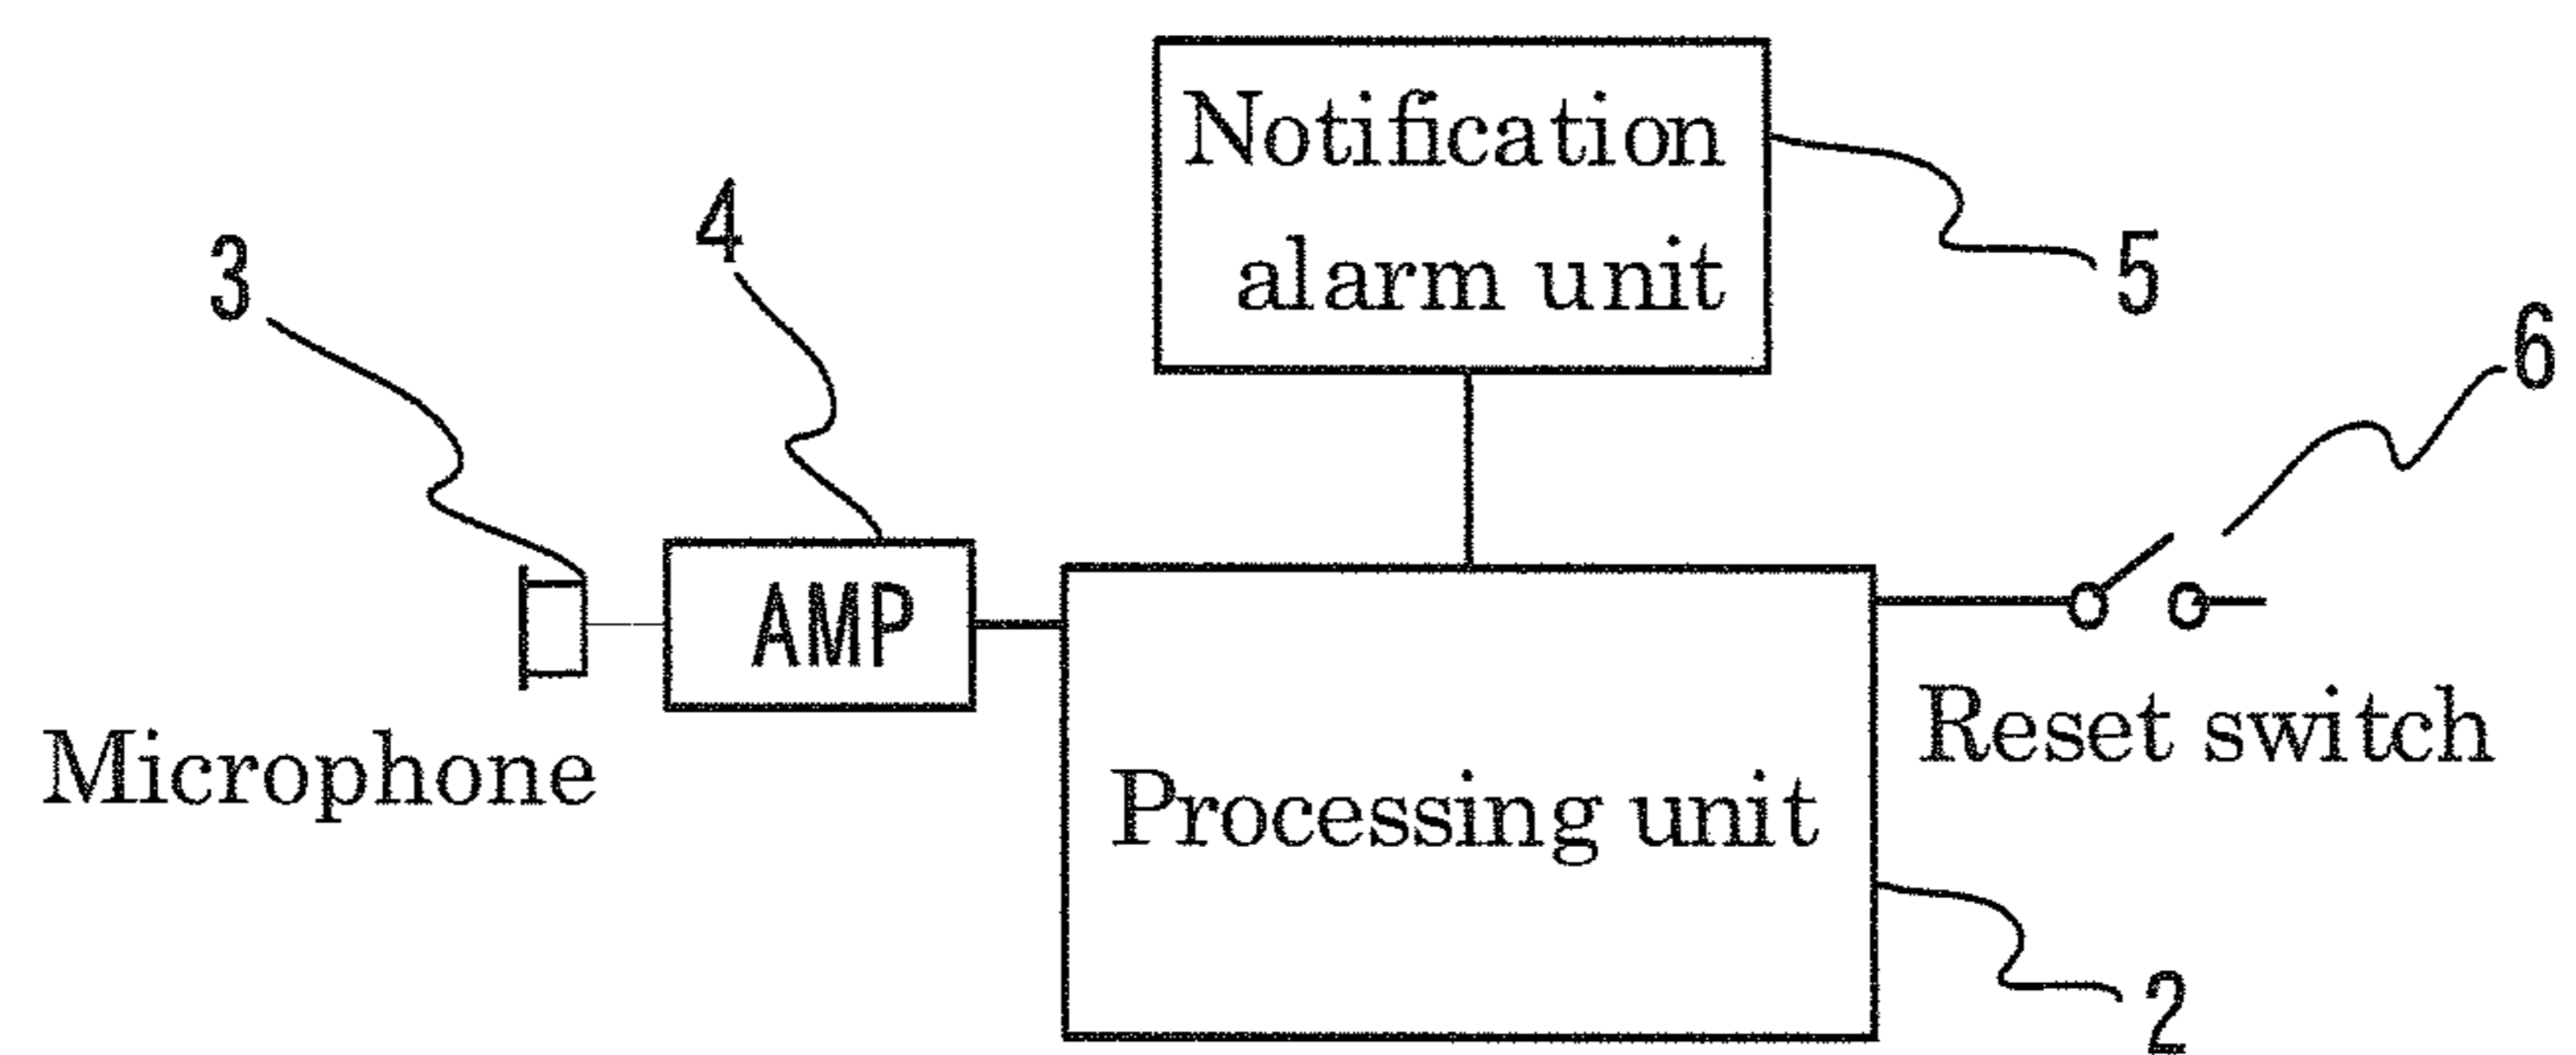 Notification
alarm unit
3
4
5
6
AMP
Microphone
Processing unit
Reset switch
2